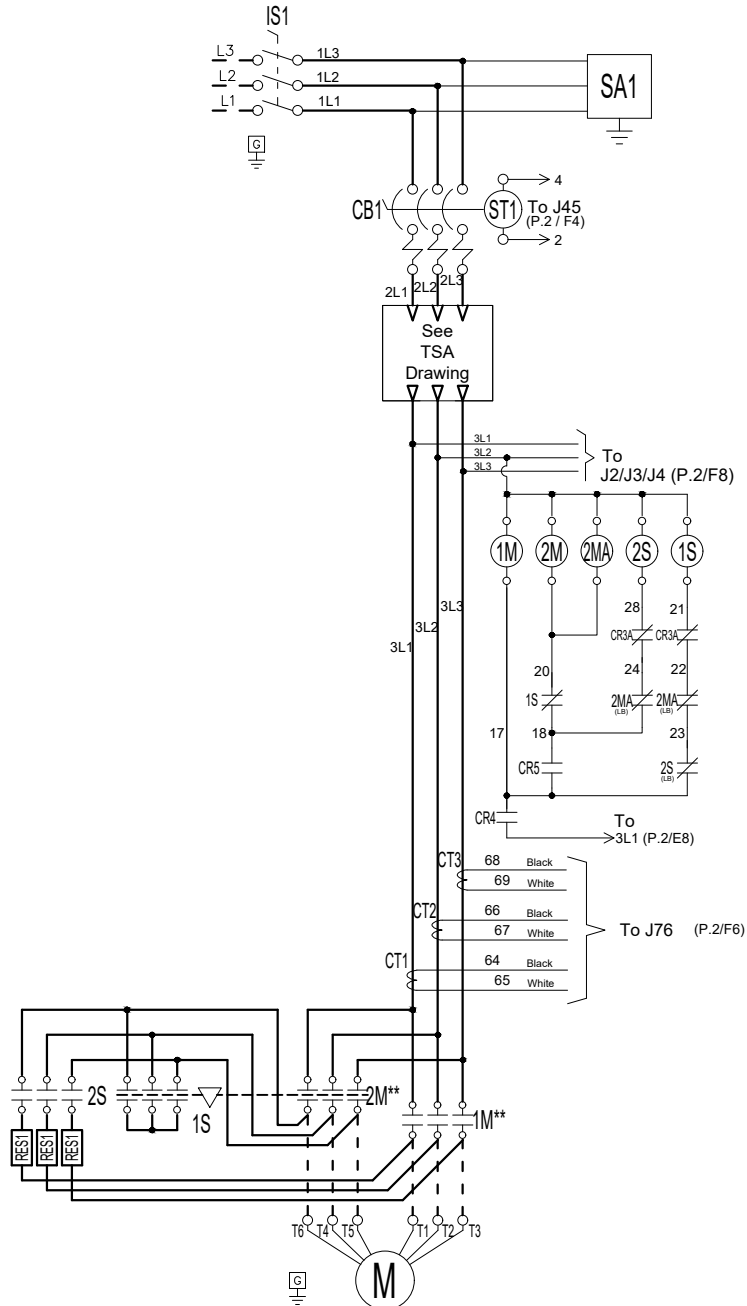 IS1
L3 1L3
L2 1L2
L1 1L1
SA1
G
4
CB1 ST1 To J45
(P.2 / F4)
2
2L1 2L2 2L3
See
TSA
Drawing
3L1
3L2
3L3
To
J2/J3/J4 (P.2/F8)
1M 2M 2MA 2S 1S
28 21
CR3A CR3A
3L3
3L2
3L1
20 24 22
1S 2MA 2MA
(LB) (LB)
17 18 23
CR5 2S
(LB)
CR4 To
3L1 (P.2/E8)
CT3 68 Black
69 White
CT2 66 Black
67 White
To J76 (P.2/F6)
CT1 64 Black
65 White
2S 1S 2M** 1M**
RES1 RES1 RES1
T6 T4 T5 T1 T2 T3
G
M